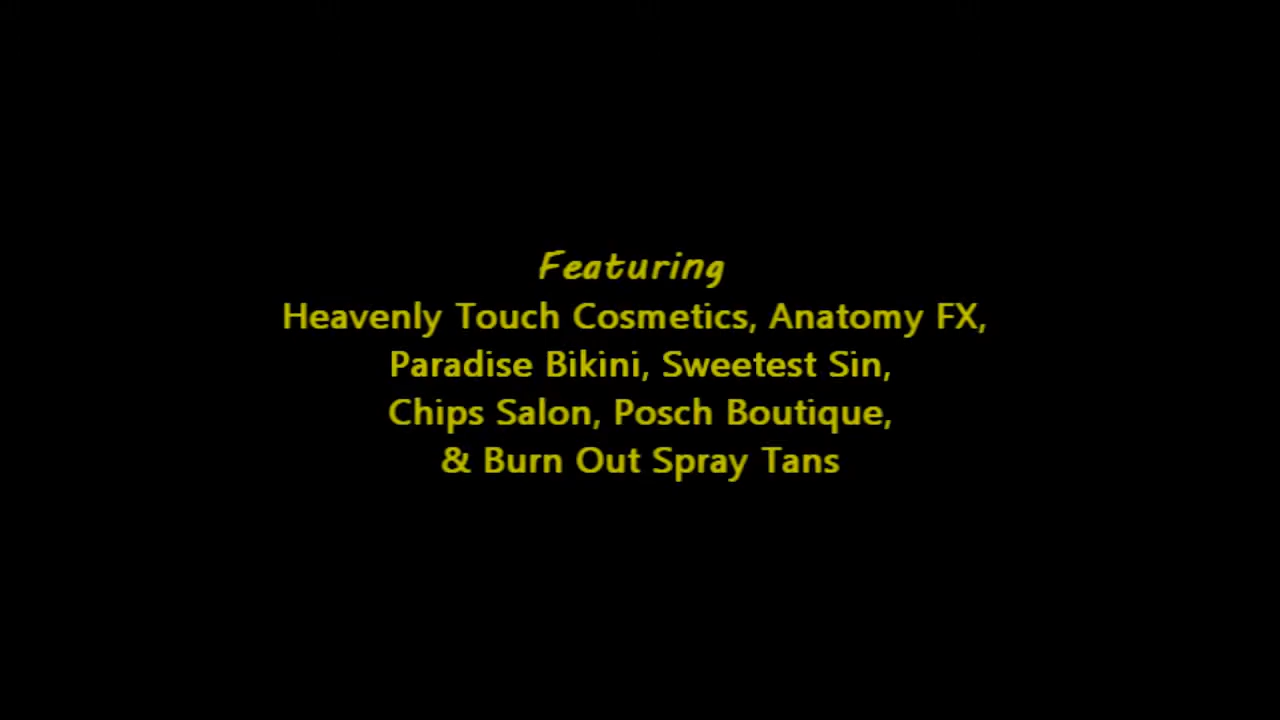 Featuring
Heavenly Touch Cosmetics, Anatomy FX,
Paradise Bikini, Sweetest Sin,
Chips Salon, Posch Boutique,
& Burn Out Spray Tans